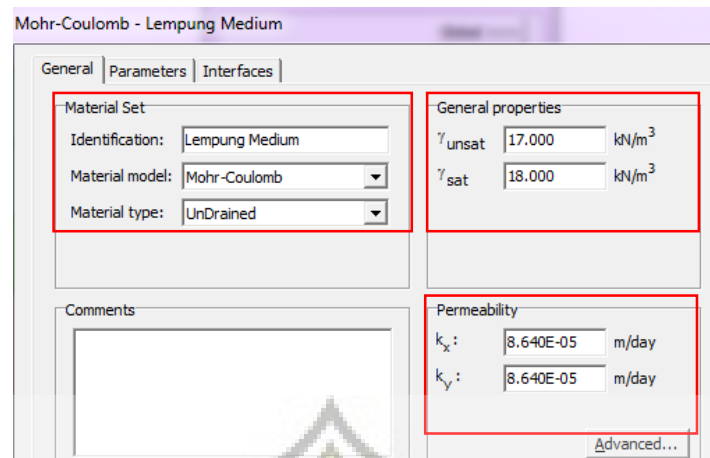 Mohr-Coulomb - Lempung Medium
General Parameters Interfaces
Material Set
Identification: Lempung Medium
Material model: Mohr-Coulomb
Material type: UnDrained
General properties
γunsat 17.000 kN/m³
γsat 18.000 kN/m³
Comments
Permeability
kx: 8.640E-05 m/day
ky: 8.640E-05 m/day
Advanced...